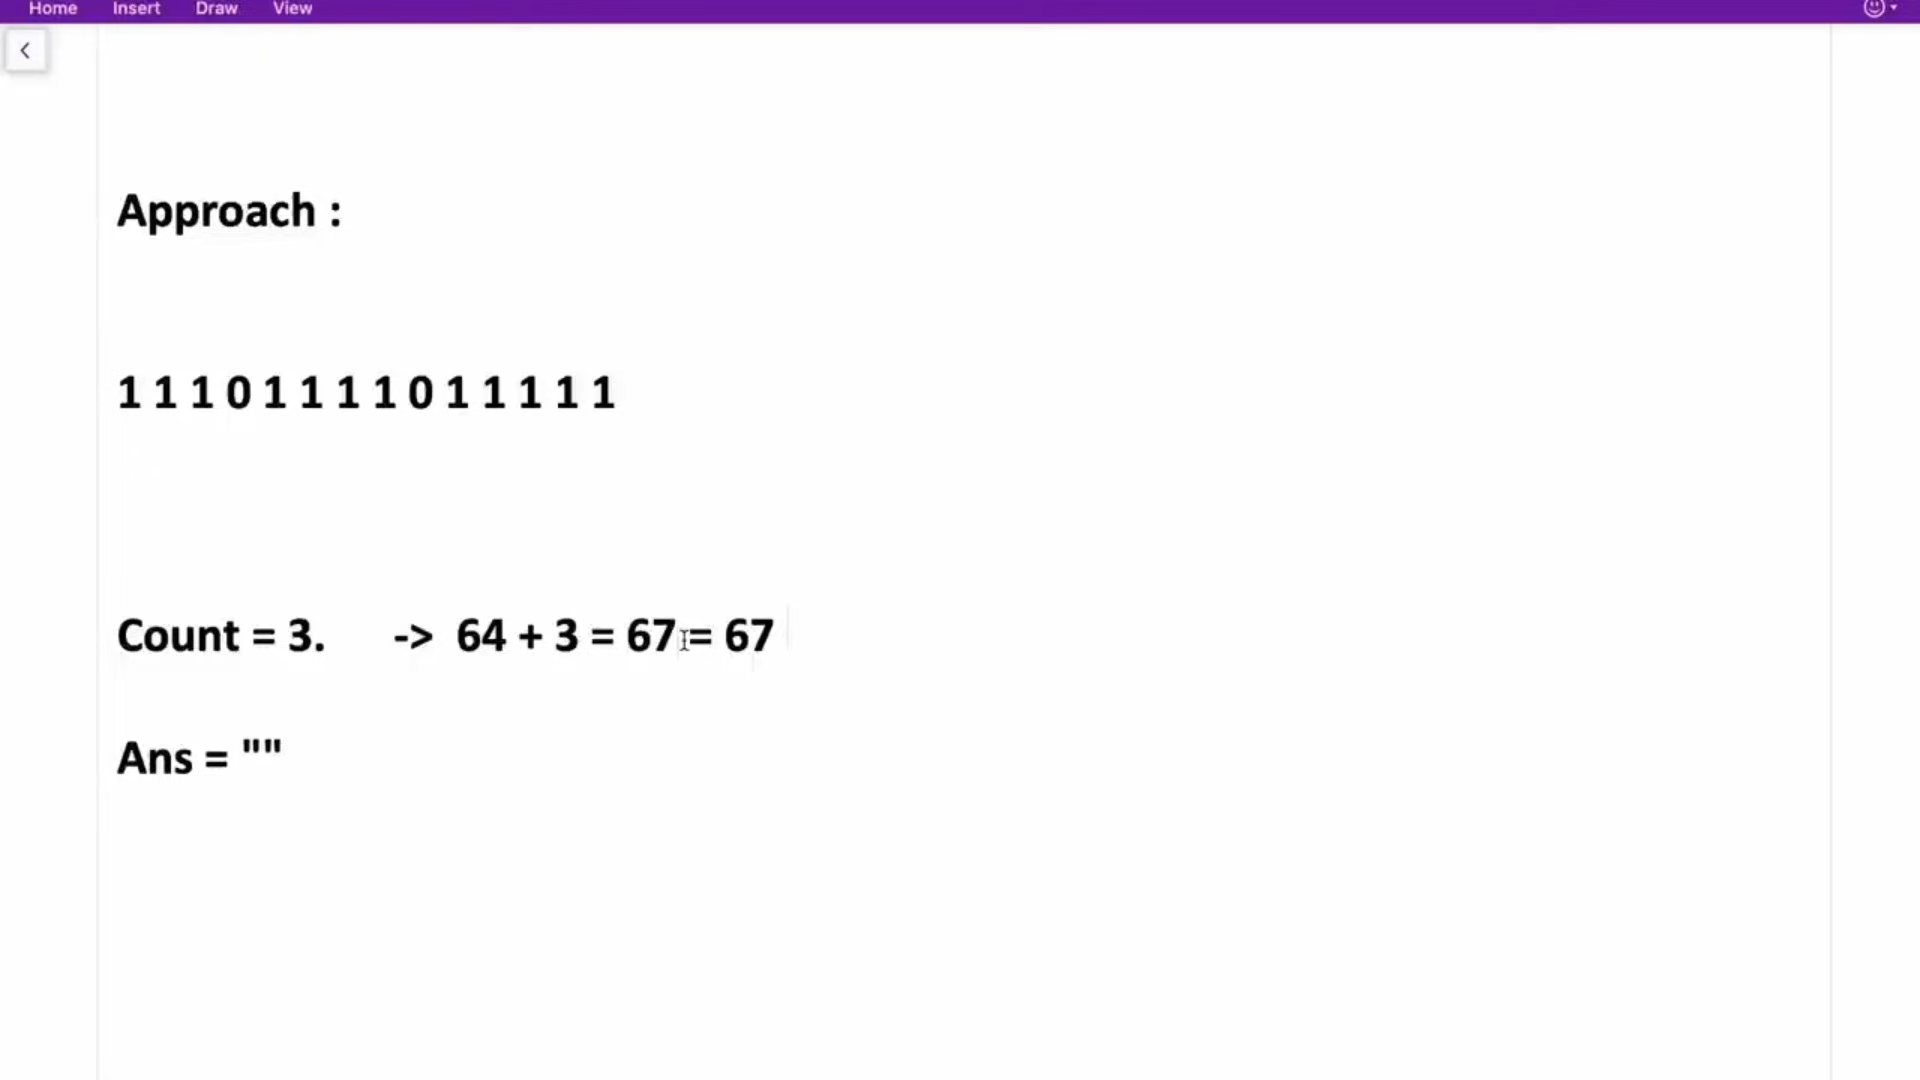 Home Insert Draw View
Approach :
1 1 1 0 1 1 1 1 0 1 1 1 1 1
Count = 3. -> 64 + 3 = 67 = 67
Ans = ""